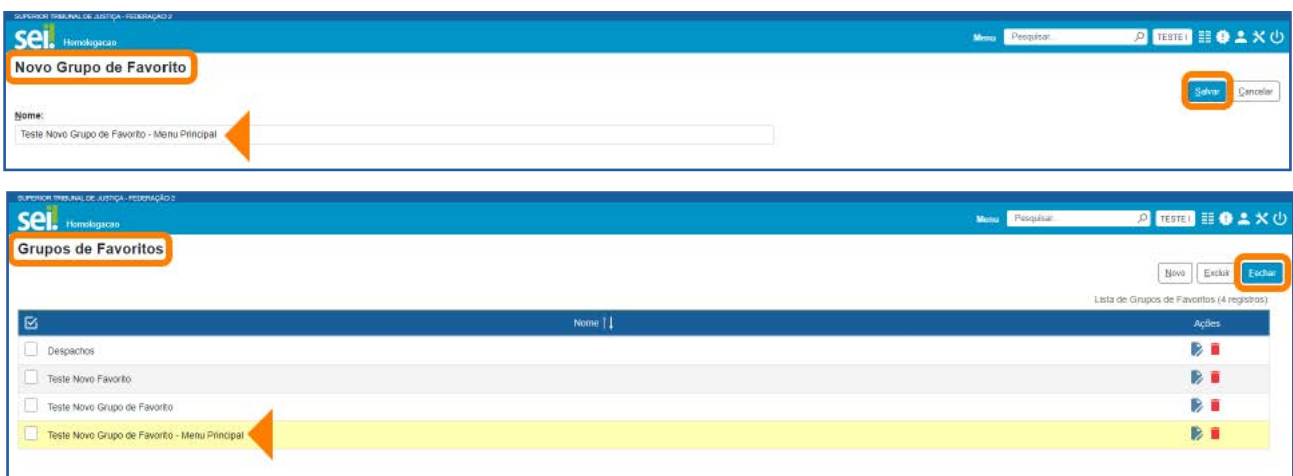 SUPERIOR TRIBUNAL DE JUSTIÇA - FEDERAÇÃO 2
sei. Homologacao Menu Pesquisar... TESTE
Novo Grupo de Favorito
Salvar Cancelar
Nome:
Teste Novo Grupo de Favorito - Menu Principal
SUPERIOR TRIBUNAL DE JUSTIÇA - FEDERAÇÃO 2
sei. Homologacao Menu Pesquisar... TESTE
Grupos de Favoritos
Novo Excluir Fechar
Lista de Grupos de Favoritos (4 registros):
Nome Ações
Despachos
Teste Novo Favorito
Teste Novo Grupo de Favorito
Teste Novo Grupo de Favorito - Menu Principal